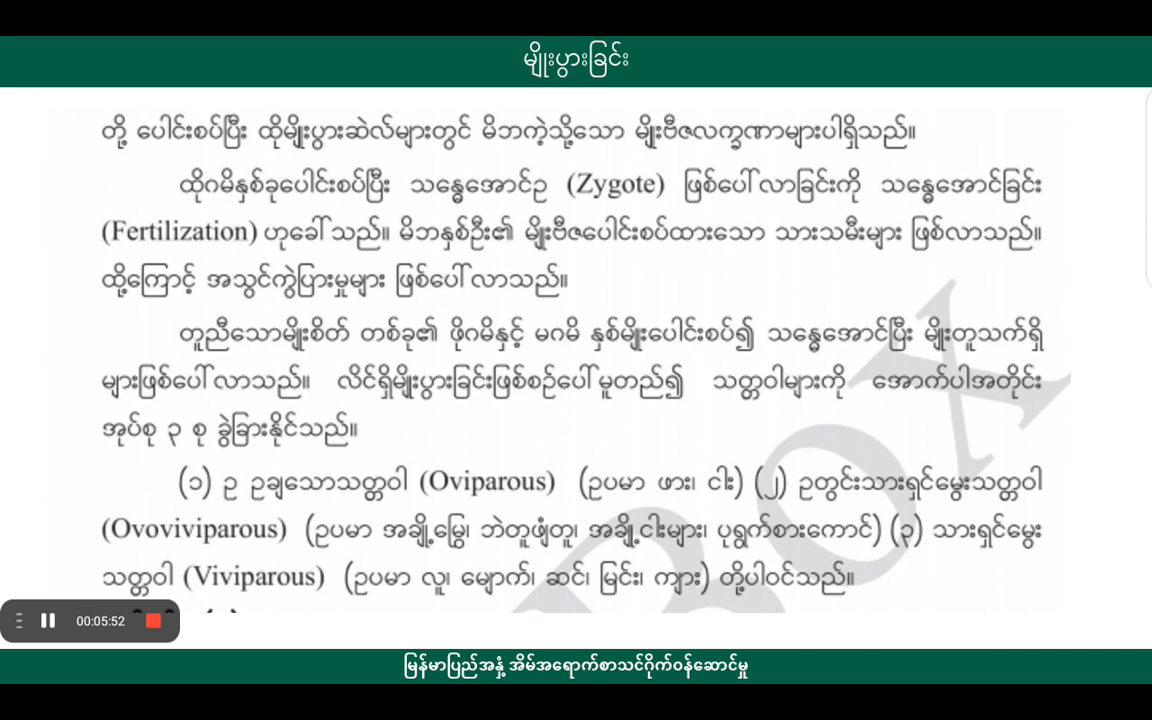 မျိုးပွားခြင်း
တို့ ပေါင်းစပ်ပြီး ထိုမျိုးပွားဆဲလ်များတွင် မိဘကဲ့သို့သော မျိုးဗီဇလက္ခဏာများပါရှိသည်။
ထိုဂမိနှစ်ခုပေါင်းစပ်ပြီး သန္ဓေအောင်ဥ (Zygote) ဖြစ်ပေါ်လာခြင်းကို သန္ဓေအောင်ခြင်း
(Fertilization) ဟုခေါ်သည်။ မိဘနှစ်ဦး၏ မျိုးဗီဇပေါင်းစပ်ထားသော သားသမီးများ ဖြစ်လာသည်။
ထို့ကြောင့် အသွင်ကွဲပြားမှုများ ဖြစ်ပေါ်လာသည်။
တူညီသောမျိုးစိတ် တစ်ခု၏ ဖိုဂမိနှင့် မဂမိ နှစ်မျိုးပေါင်းစပ်၍ သန္ဓေအောင်ပြီး မျိုးတူသက်ရှိ
များဖြစ်ပေါ်လာသည်။ လိင်ရှိမျိုးပွားခြင်းဖြစ်စဉ်ပေါ်မူတည်၍ သတ္တဝါများကို အောက်ပါအတိုင်း
အုပ်စု ၃ စု ခွဲခြားနိုင်သည်။
(၁) ဥ ဥချသောသတ္တဝါ (Oviparous) (ဥပမာ ဖား၊ ငါး) (၂) ဥတွင်းသားရှင်မွေးသတ္တဝါ
(Ovoviviparous) (ဥပမာ အချို့မြွေ၊ ဘဲတူဖျံတူ၊ အချို့ငါးများ၊ ပုရွက်စားကောင်) (၃) သားရှင်မွေး
သတ္တဝါ (Viviparous) (ဥပမာ လူ၊ မျောက်၊ ဆင်၊ မြင်း၊ ကျား) တို့ပါဝင်သည်။
00:05:52
မြန်မာပြည်အနှံ့ အိမ်အရောက်စာသင်ဂိုက်ဝန်ဆောင်မှု